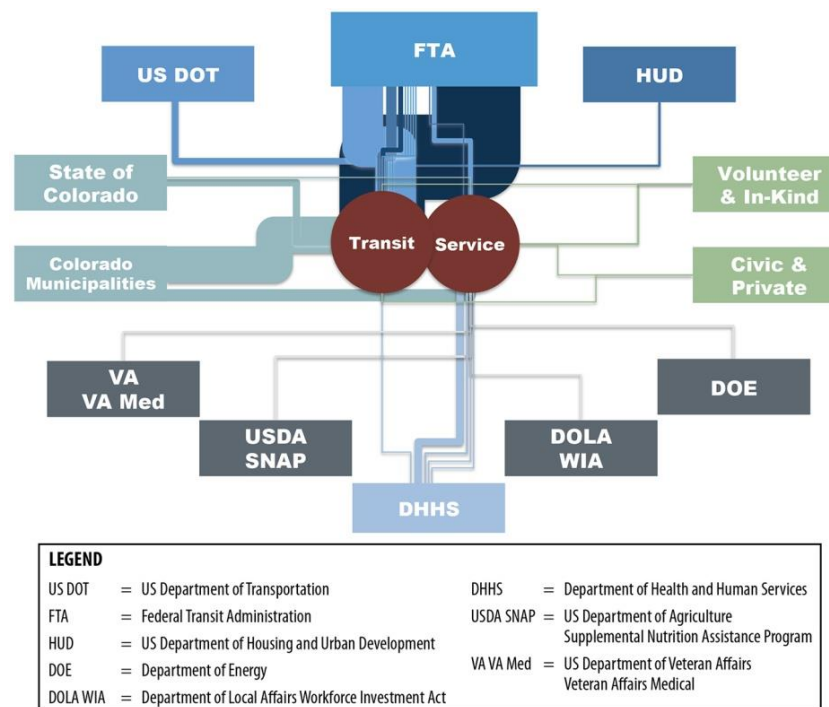 FTA
US DOT
HUD
State of
Colorado
Volunteer
& In-Kind
Transit
Service
Colorado
Municipalities
Civic &
Private
VA
VA Med
DOE
USDA
SNAP
DOLA
WIA
DHHS
LEGEND
US DOT = US Department of Transportation
FTA = Federal Transit Administration
HUD = US Department of Housing and Urban Development
DOE = Department of Energy
DOLA WIA = Department of Local Affairs Workforce Investment Act
DHHS = Department of Health and Human Services
USDA SNAP = US Department of Agriculture
Supplemental Nutrition Assistance Program
VA VA Med = US Department of Veteran Affairs
Veteran Affairs Medical